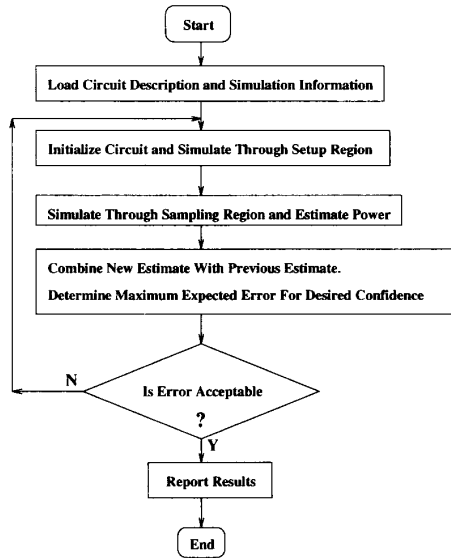 Start
Load Circuit Description and Simulation Information
Initialize Circuit and Simulate Through Setup Region
Simulate Through Sampling Region and Estimate Power
Combine New Estimate With Previous Estimate.
Determine Maximum Expected Error For Desired Confidence
N
Is Error Acceptable
?
Y
Report Results
End